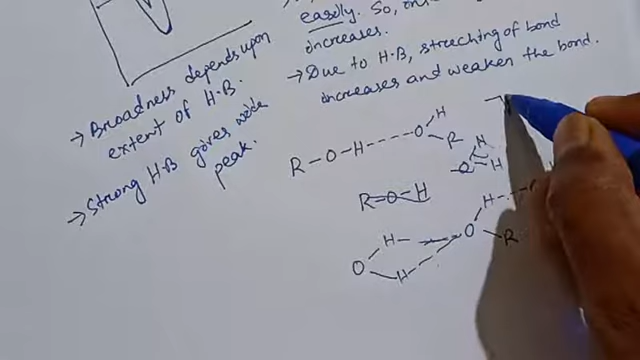 easily. So,
increases.
→ Due to H-B, streching of bond
increases and weaken the bond.
→ Broadness depends upon
extent of H-B.
→ Strong H-B gives wide
peak.
R-O-H----O
H
R
O
H
H
R=O-H
O
H
H
O
H
R